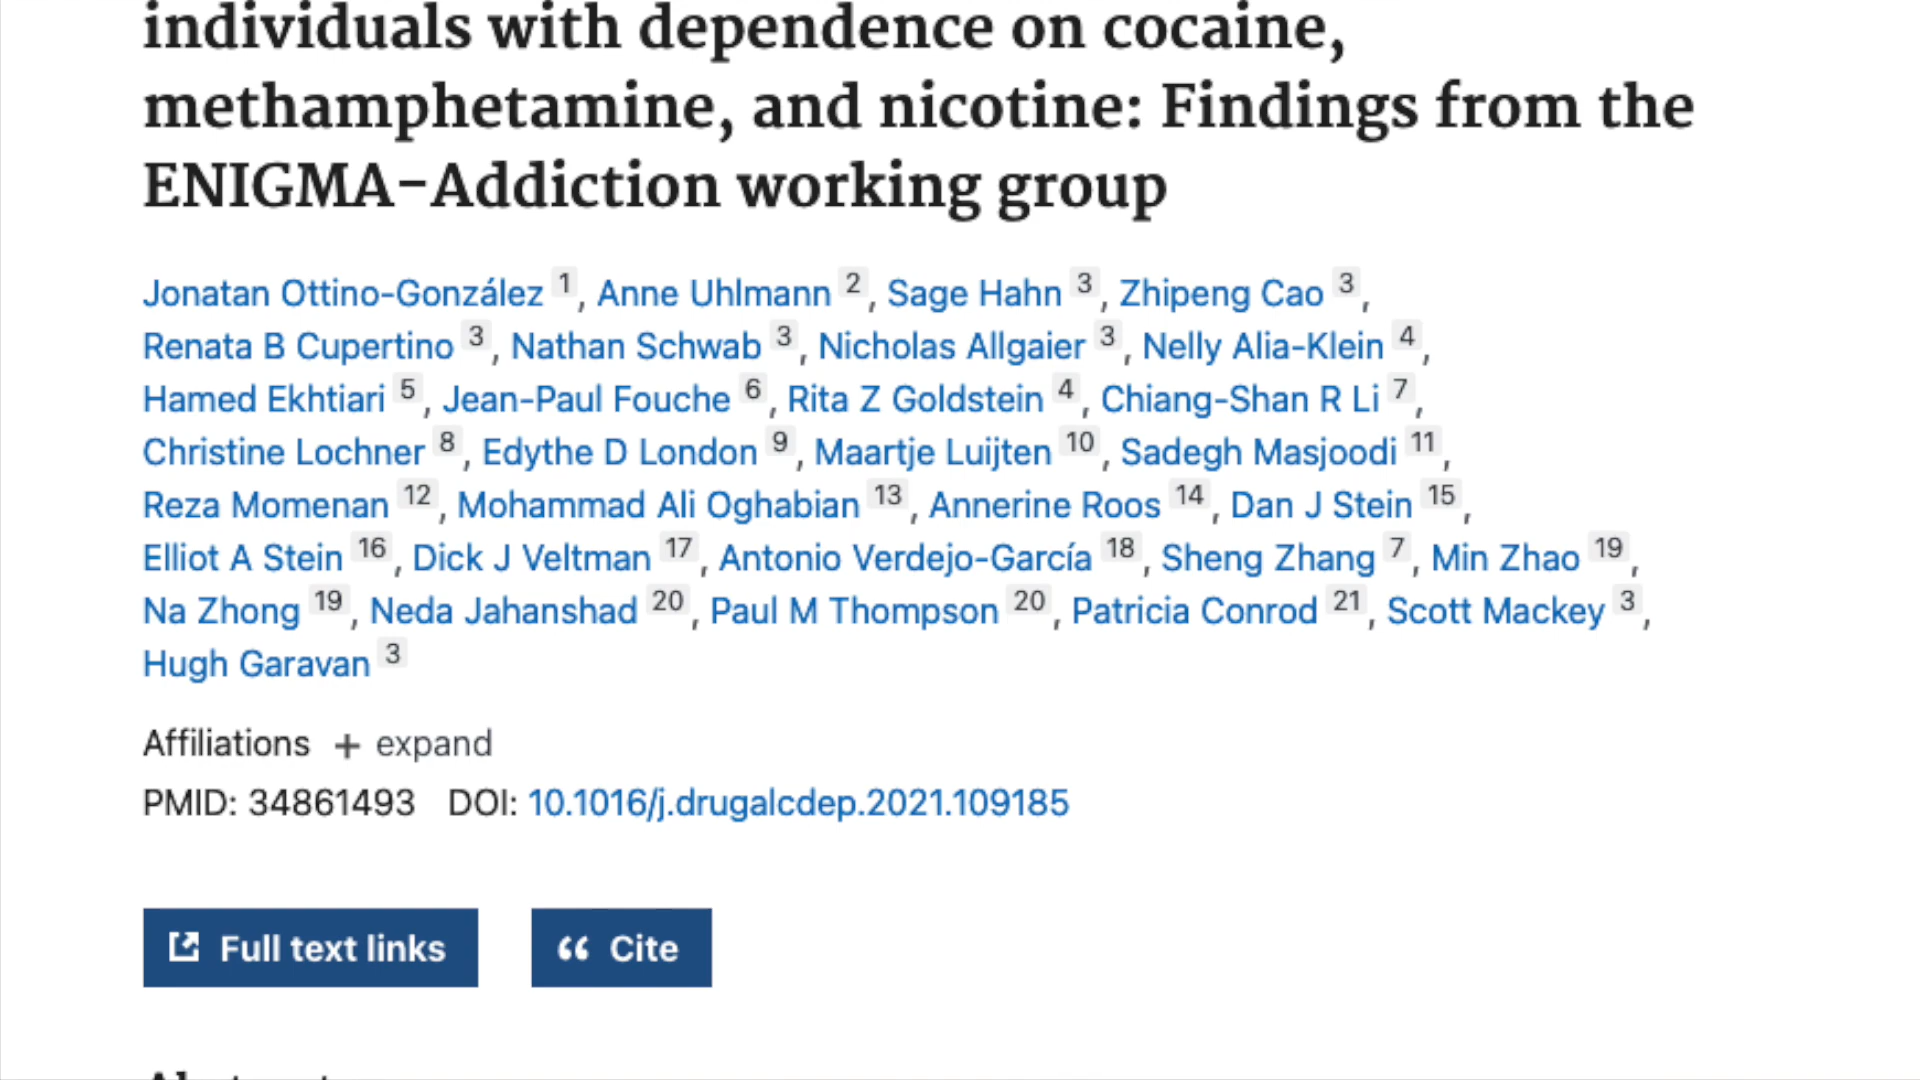 individuals with dependence on cocaine,
methamphetamine, and nicotine: Findings from the
ENIGMA-Addiction working group
Jonatan Ottino-González 1, Anne Uhlmann 2, Sage Hahn 3, Zhipeng Cao 3,
Renata B Cupertino 3, Nathan Schwab 3, Nicholas Allgaier 3, Nelly Alia-Klein 4,
Hamed Ekhtiari 5, Jean-Paul Fouche 6, Rita Z Goldstein 4, Chiang-Shan R Li 7,
Christine Lochner 8, Edythe D London 9, Maartje Luijten 10, Sadegh Masjoodi 11,
Reza Momenan 12, Mohammad Ali Oghabian 13, Annerine Roos 14, Dan J Stein 15,
Elliot A Stein 16, Dick J Veltman 17, Antonio Verdejo-García 18, Sheng Zhang 7, Min Zhao 19,
Na Zhong 19, Neda Jahanshad 20, Paul M Thompson 20, Patricia Conrod 21, Scott Mackey 3,
Hugh Garavan 3
Affiliations + expand
PMID: 34861493 DOI: 10.1016/j.drugalcdep.2021.109185
Full text links “ Cite